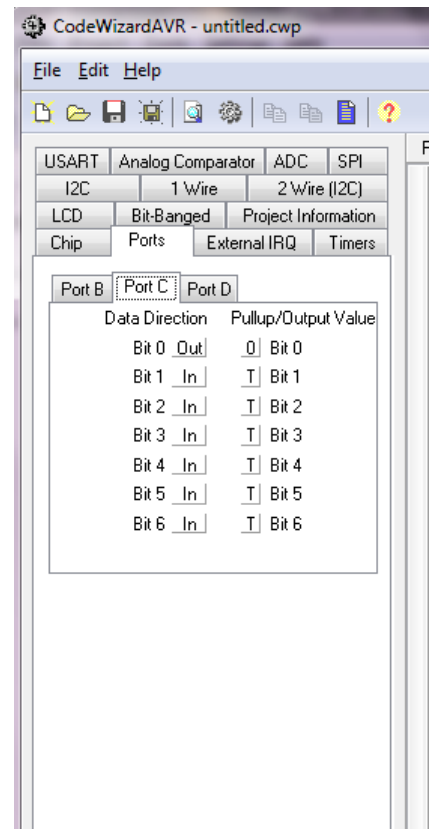 CodeWizardAVR - untitled.cwp
File Edit Help
USART Analog Comparator ADC SPI
I2C 1 Wire 2 Wire (I2C)
LCD Bit-Banged Project Information
Chip Ports External IRQ Timers
Port B Port C Port D
Data Direction Pullup/Output Value
Bit 0 Out 0 Bit 0
Bit 1 In T Bit 1
Bit 2 In T Bit 2
Bit 3 In T Bit 3
Bit 4 In T Bit 4
Bit 5 In T Bit 5
Bit 6 In T Bit 6